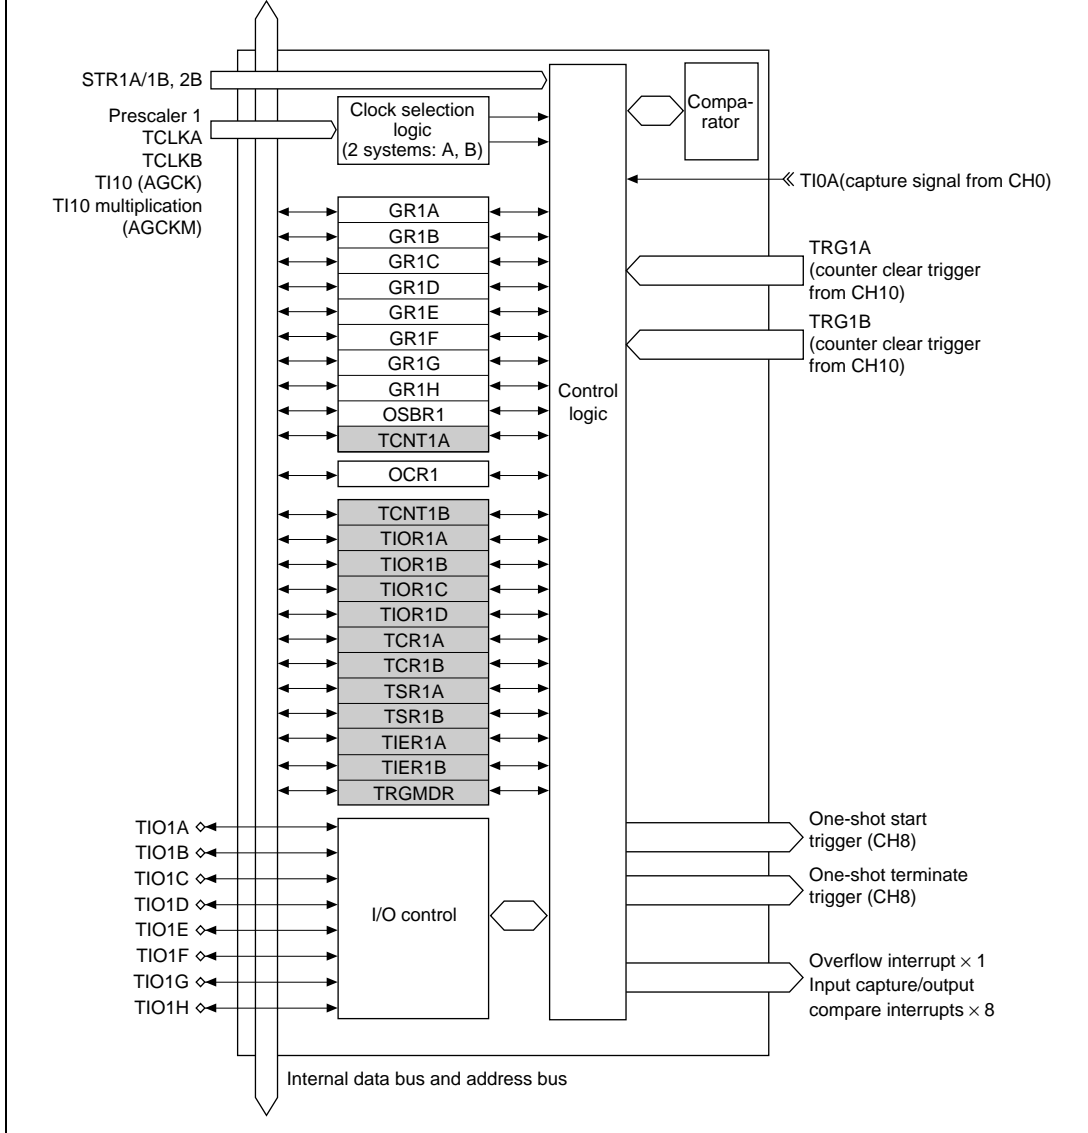 STR1A/1B, 2B
Prescaler 1
TCLKA
TCLKB
TI10 (AGCK)
TI10 multiplication
(AGCKM)
Clock selection
logic
(2 systems: A, B)
Compa-
rator
TI0A(capture signal from CH0)
GR1A
GR1B
GR1C
GR1D
GR1E
GR1F
GR1G
GR1H
OSBR1
TCNT1A
OCR1
TCNT1B
TIOR1A
TIOR1B
TIOR1C
TIOR1D
TCR1A
TCR1B
TSR1A
TSR1B
TIER1A
TIER1B
TRGMDR
Control
logic
TRG1A
(counter clear trigger
from CH10)
TRG1B
(counter clear trigger
from CH10)
TIO1A
TIO1B
TIO1C
TIO1D
TIO1E
TIO1F
TIO1G
TIO1H
I/O control
One-shot start
trigger (CH8)
One-shot terminate
trigger (CH8)
Overflow interrupt × 1
Input capture/output
compare interrupts × 8
Internal data bus and address bus